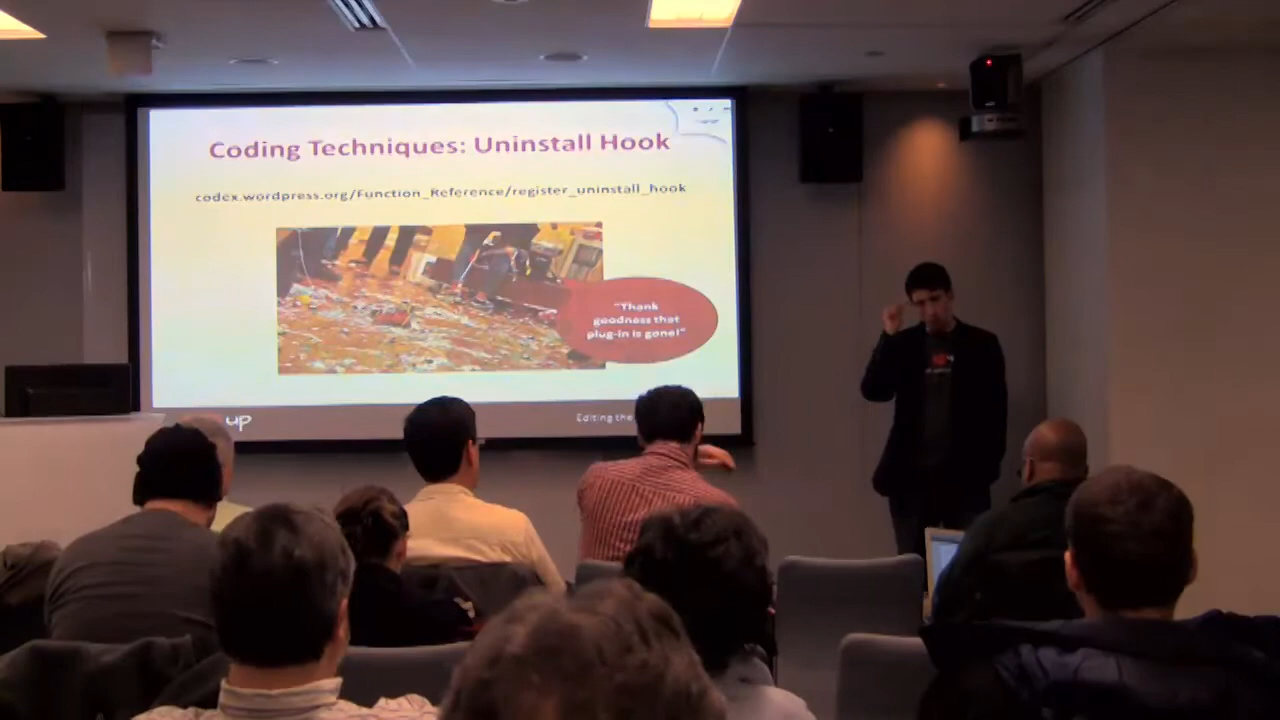 Coding Techniques: Uninstall Hook
codex.wordpress.org/Function_Reference/register_uninstall_hook
"Thank
goodness that
plug-in is gone!"
up
Editing the